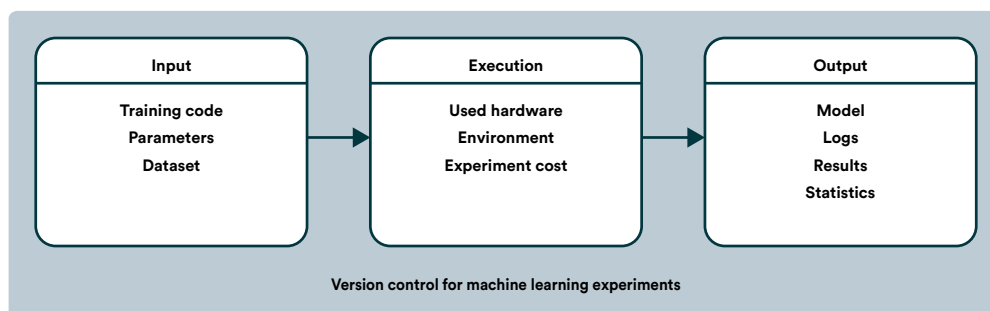 Input
Training code
Parameters
Dataset
Execution
Used hardware
Environment
Experiment cost
Output
Model
Logs
Results
Statistics
Version control for machine learning experiments